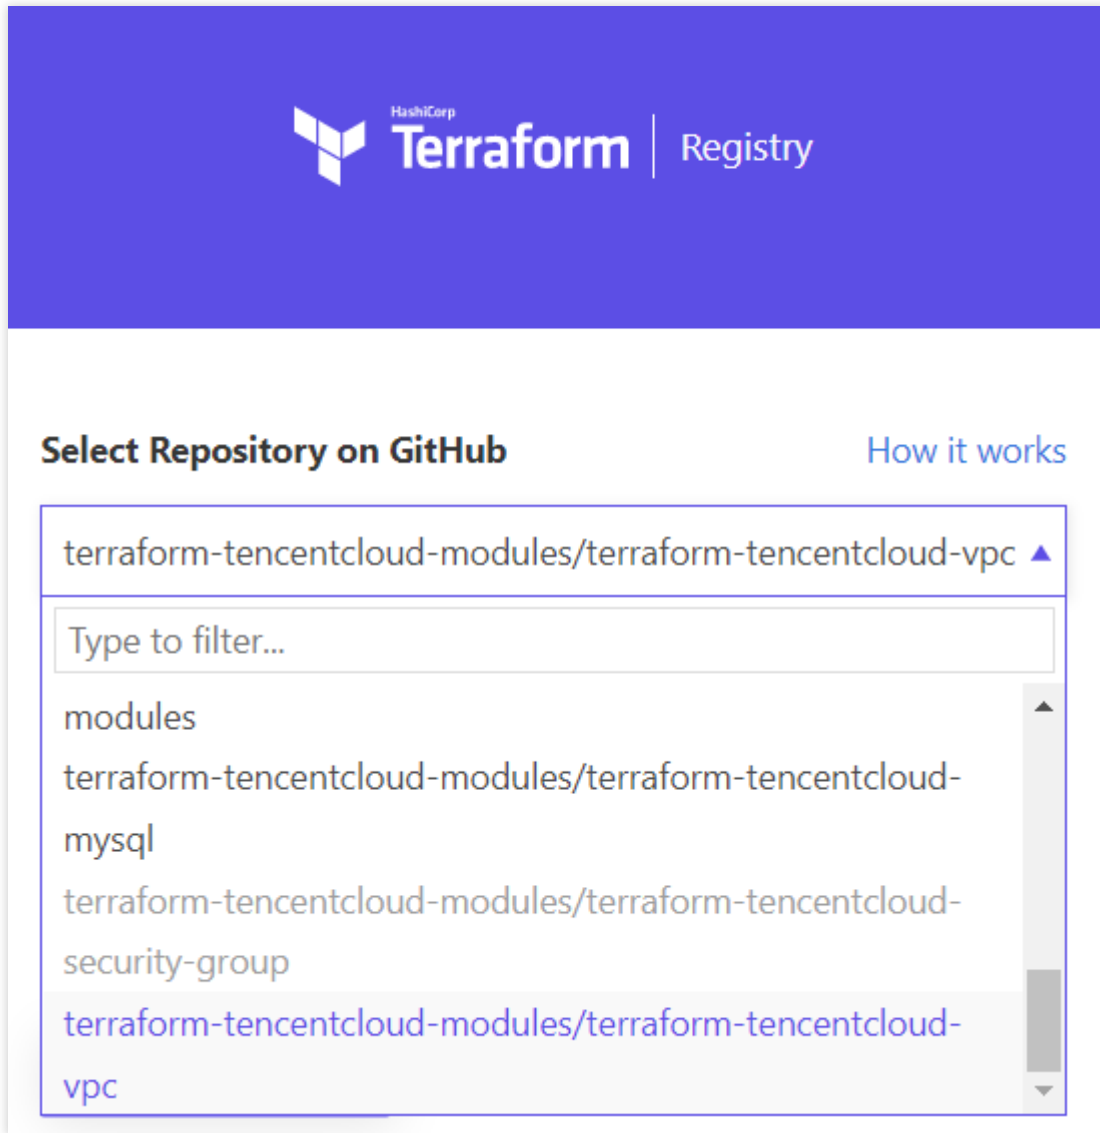 HashiCorp
Terraform
Registry
Select Repository on GitHub
How it works
terraform-tencentcloud-modules/terraform-tencentcloud-vpc
Type to filter...
modules
terraform-tencentcloud-modules/terraform-tencentcloud-
mysql
terraform-tencentcloud-modules/terraform-tencentcloud-
security-group
terraform-tencentcloud-modules/terraform-tencentcloud-
vpc